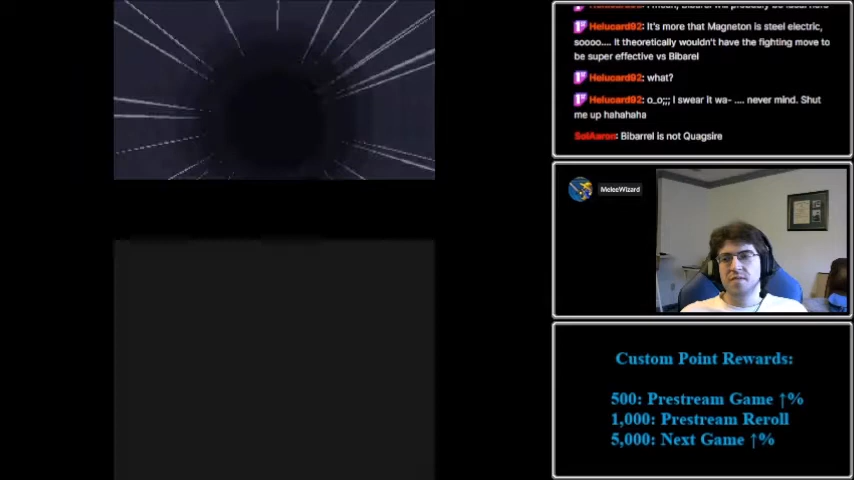 Helucard92: It's more that Magneton is steel electric,
soooo.... It theoretically wouldn't have the fighting move to
be super effective vs Bibarel
Helucard92: what?
Helucard92: o_o;;; I swear it wa- .... never mind. Shut
me up hahahaha
SolAaron: Bibarrel is not Quagsire
MeleeWizard
Custom Point Rewards:
500: Prestream Game ↑%
1,000: Prestream Reroll
5,000: Next Game ↑%